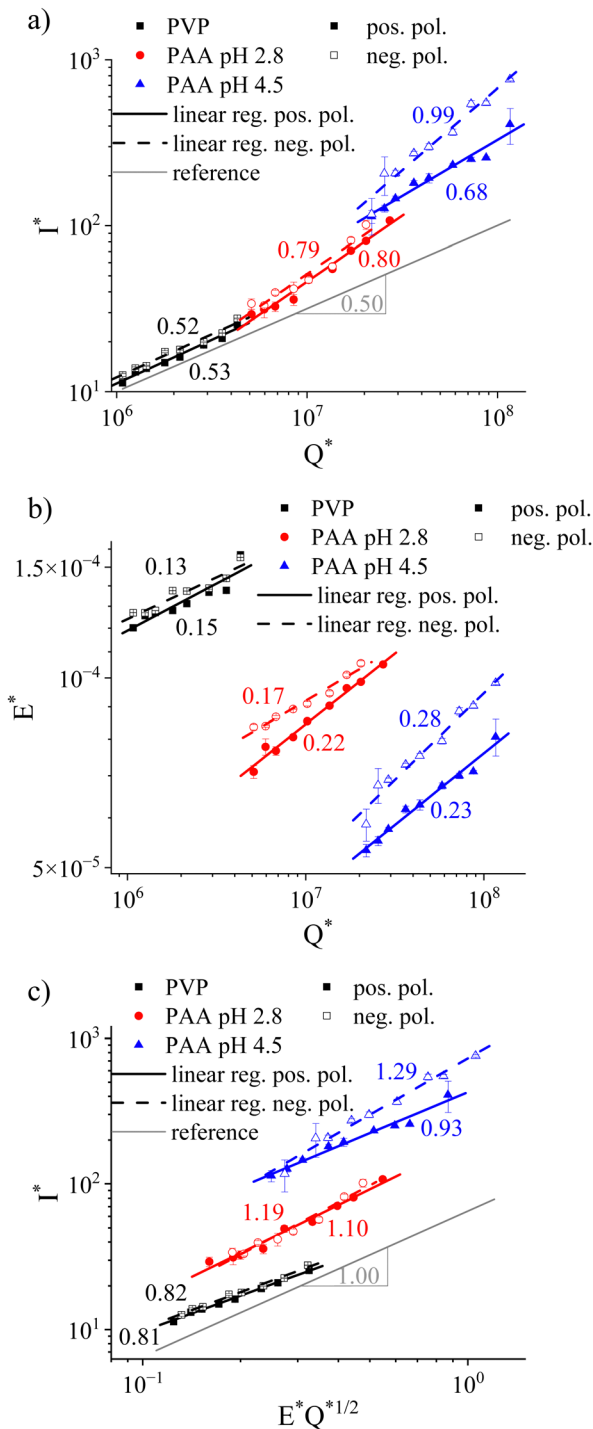 a)
PVP
pos. pol.
PAA pH 2.8
neg. pol.
PAA pH 4.5
linear reg. pos. pol.
linear reg. neg. pol.
reference
10³
10²
10¹
I*
0.99
0.68
0.79
0.80
0.50
0.52
0.53
10⁶
10⁷
10⁸
Q*
b)
PVP
pos. pol.
PAA pH 2.8
neg. pol.
PAA pH 4.5
linear reg. pos. pol.
linear reg. neg. pol.
1.5×10⁻⁴
10⁻⁴
5×10⁻⁵
E*
0.13
0.15
0.17
0.22
0.28
0.23
10⁶
10⁷
10⁸
Q*
c)
PVP
pos. pol.
PAA pH 2.8
neg. pol.
PAA pH 4.5
linear reg. pos. pol.
linear reg. neg. pol.
reference
10³
10²
10¹
I*
1.29
0.93
1.19
1.10
0.82
1.00
0.81
10⁻¹
10⁰
E*Q*¹ᐟ²